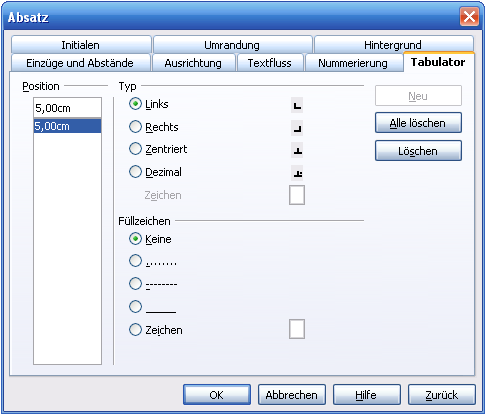 Absatz
Initialen Umrandung Hintergrund
Einzüge und Abstände Ausrichtung Textfluss Nummerierung Tabulator
Position Typ
5,00cm
5,00cm
Links
Rechts
Zentriert
Dezimal
Zeichen
Neu
Alle löschen
Löschen
Füllzeichen
Keine
........
--------
______
Zeichen
OK Abbrechen Hilfe Zurück